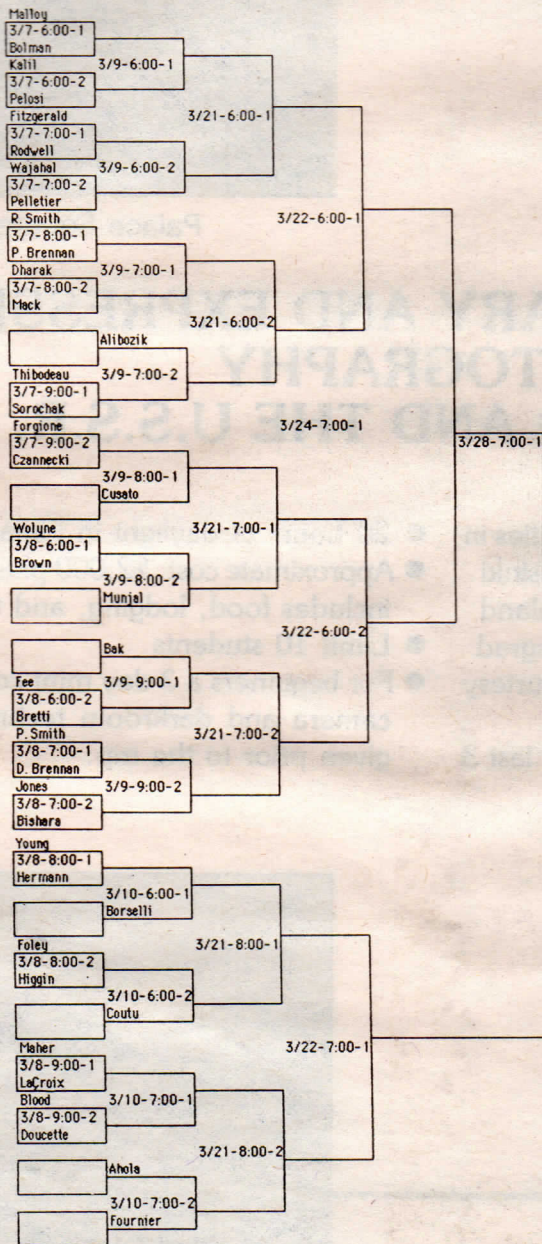 Malloy
3/7-6:00-1
Bolman
3/9-6:00-1
Kalil
3/7-6:00-2
Pelosi
3/21-6:00-1
Fitzgerald
3/7-7:00-1
Rodwell
3/9-6:00-2
Wajahal
3/7-7:00-2
Pelletier
3/22-6:00-1
R. Smith
3/7-8:00-1
P. Brennan
3/9-7:00-1
Dharak
3/7-8:00-2
Mack
3/21-6:00-2
Alibozik
3/9-7:00-2
Thibodeau
3/7-9:00-1
Sorochak
3/24-7:00-1
3/28-7:00-1
Forgione
3/7-9:00-2
Czannecki
3/9-8:00-1
Cusato
3/21-7:00-1
Wolyne
3/8-6:00-1
Brown
3/9-8:00-2
Munjal
3/22-6:00-2
Bak
3/9-9:00-1
Fee
3/8-6:00-2
Bretti
3/21-7:00-2
P. Smith
3/8-7:00-1
D. Brennan
3/9-9:00-2
Jones
3/8-7:00-2
Bishara
Young
3/8-8:00-1
Hermann
3/10-6:00-1
Borselli
3/21-8:00-1
Foley
3/8-8:00-2
Higgin
3/10-6:00-2
Coutu
3/22-7:00-1
Maher
3/8-9:00-1
LaCroix
3/10-7:00-1
Blood
3/8-9:00-2
Doucette
3/21-8:00-2
Ahola
3/10-7:00-2
Fournier